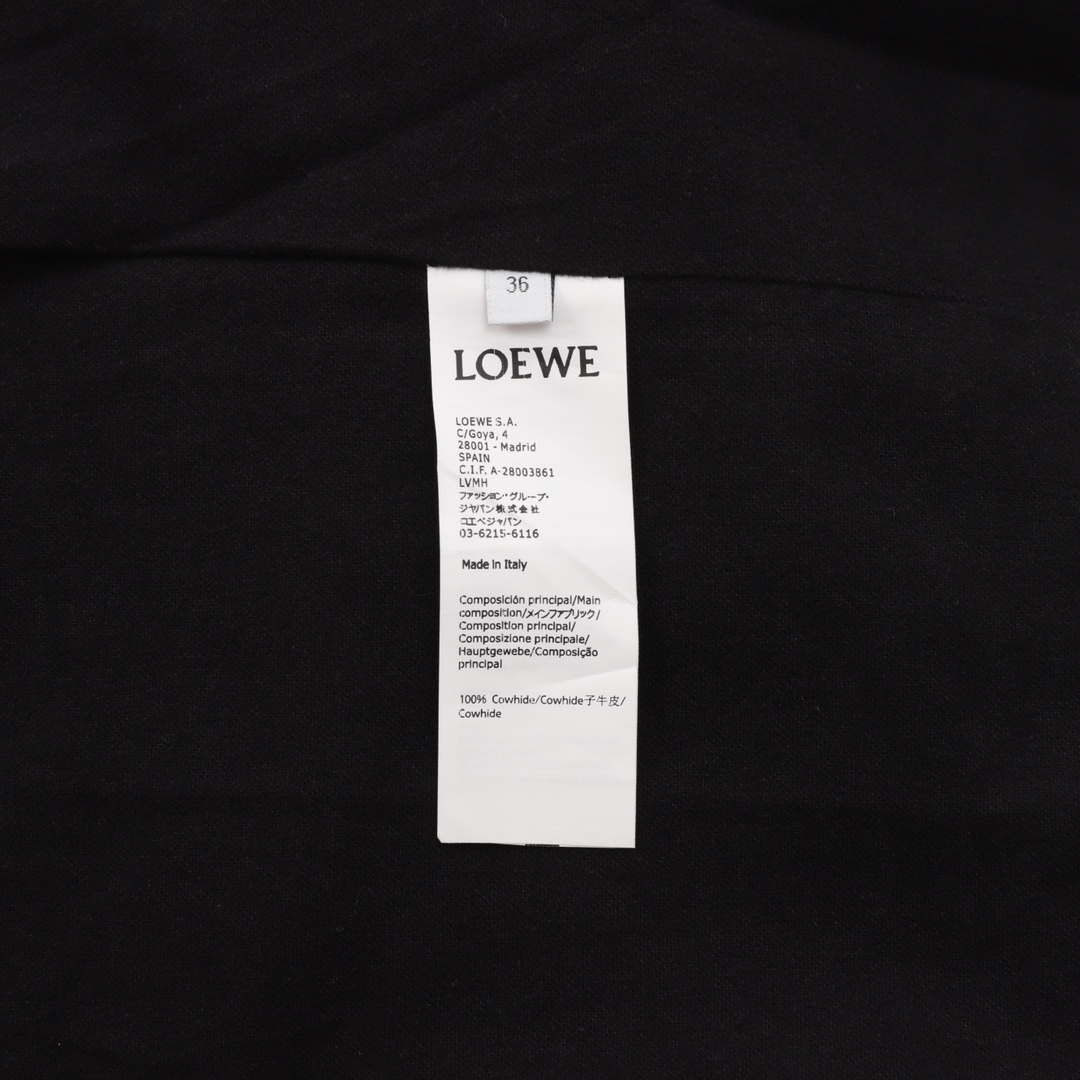 36
LOEWE
LOEWE S.A.
C/Goya, 4
28001 - Madrid
SPAIN
C.I.F. A-28003861
LVMH
ファッション・グループ・
ジャパン株式会社
コエベジャパン
03-6215-6116
Made in Italy
Composición principal/Main
composition/メインファブリック/
Composition principal/
Composizione principale/
Hauptgewebe/Composição
principal
100% Cowhide/Cowhide子牛皮/
Cowhide